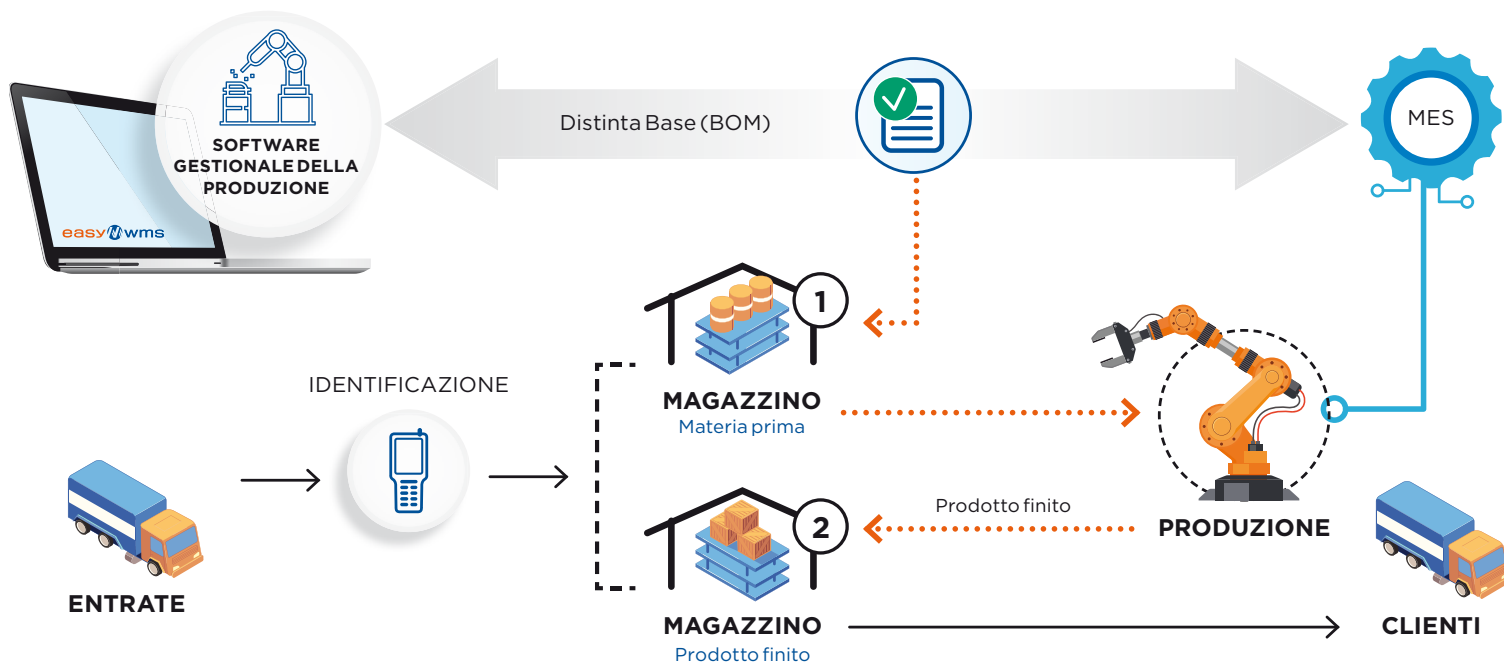 SOFTWARE
GESTIONALE DELLA
PRODUZIONE
easy wms
Distinta Base (BOM)
MES
IDENTIFICAZIONE
1
MAGAZZINO
Materia prima
ENTRATE
2
MAGAZZINO
Prodotto finito
Prodotto finito
PRODUZIONE
CLIENTI